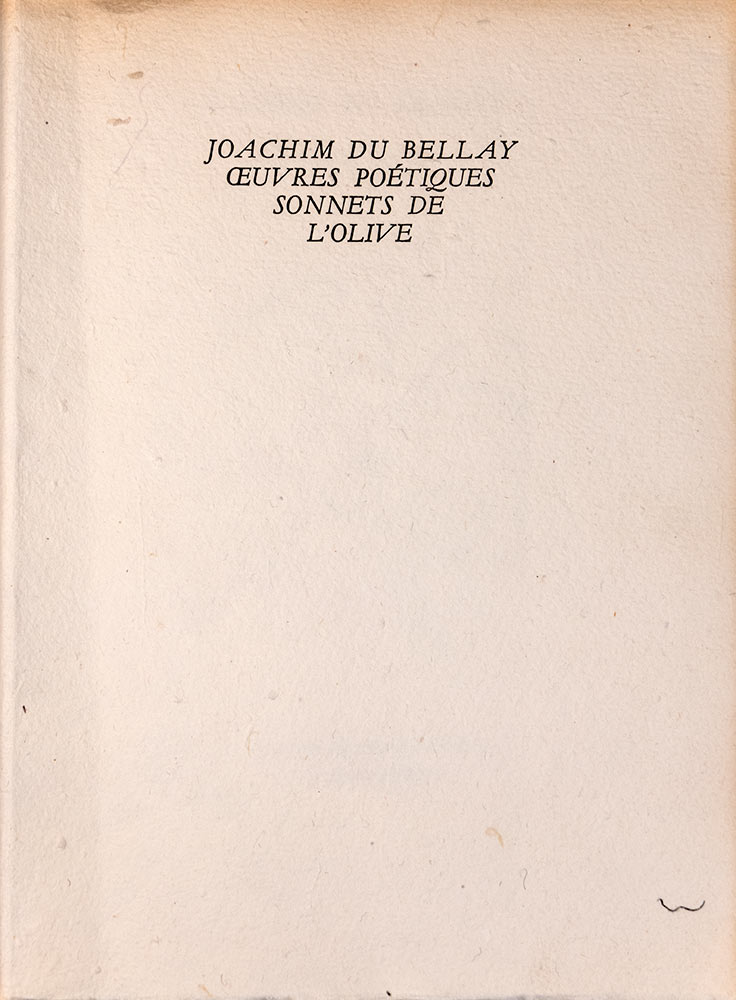 JOACHIM DU BELLAY
ŒUVRES POÉTIQUES
SONNETS DE
L'OLIVE